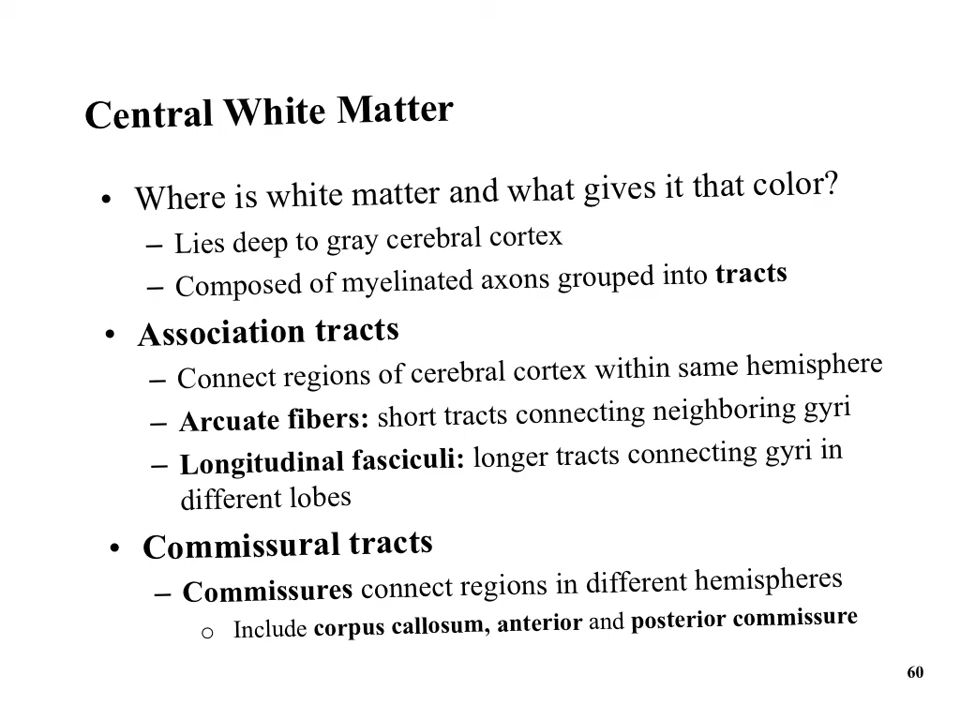 Central White Matter
• Where is white matter and what gives it that color?
– Lies deep to gray cerebral cortex
– Composed of myelinated axons grouped into tracts
• Association tracts
– Connect regions of cerebral cortex within same hemisphere
– Arcuate fibers: short tracts connecting neighboring gyri
– Longitudinal fasciculi: longer tracts connecting gyri in
different lobes
• Commissural tracts
– Commissures connect regions in different hemispheres
o Include corpus callosum, anterior and posterior commissure
60